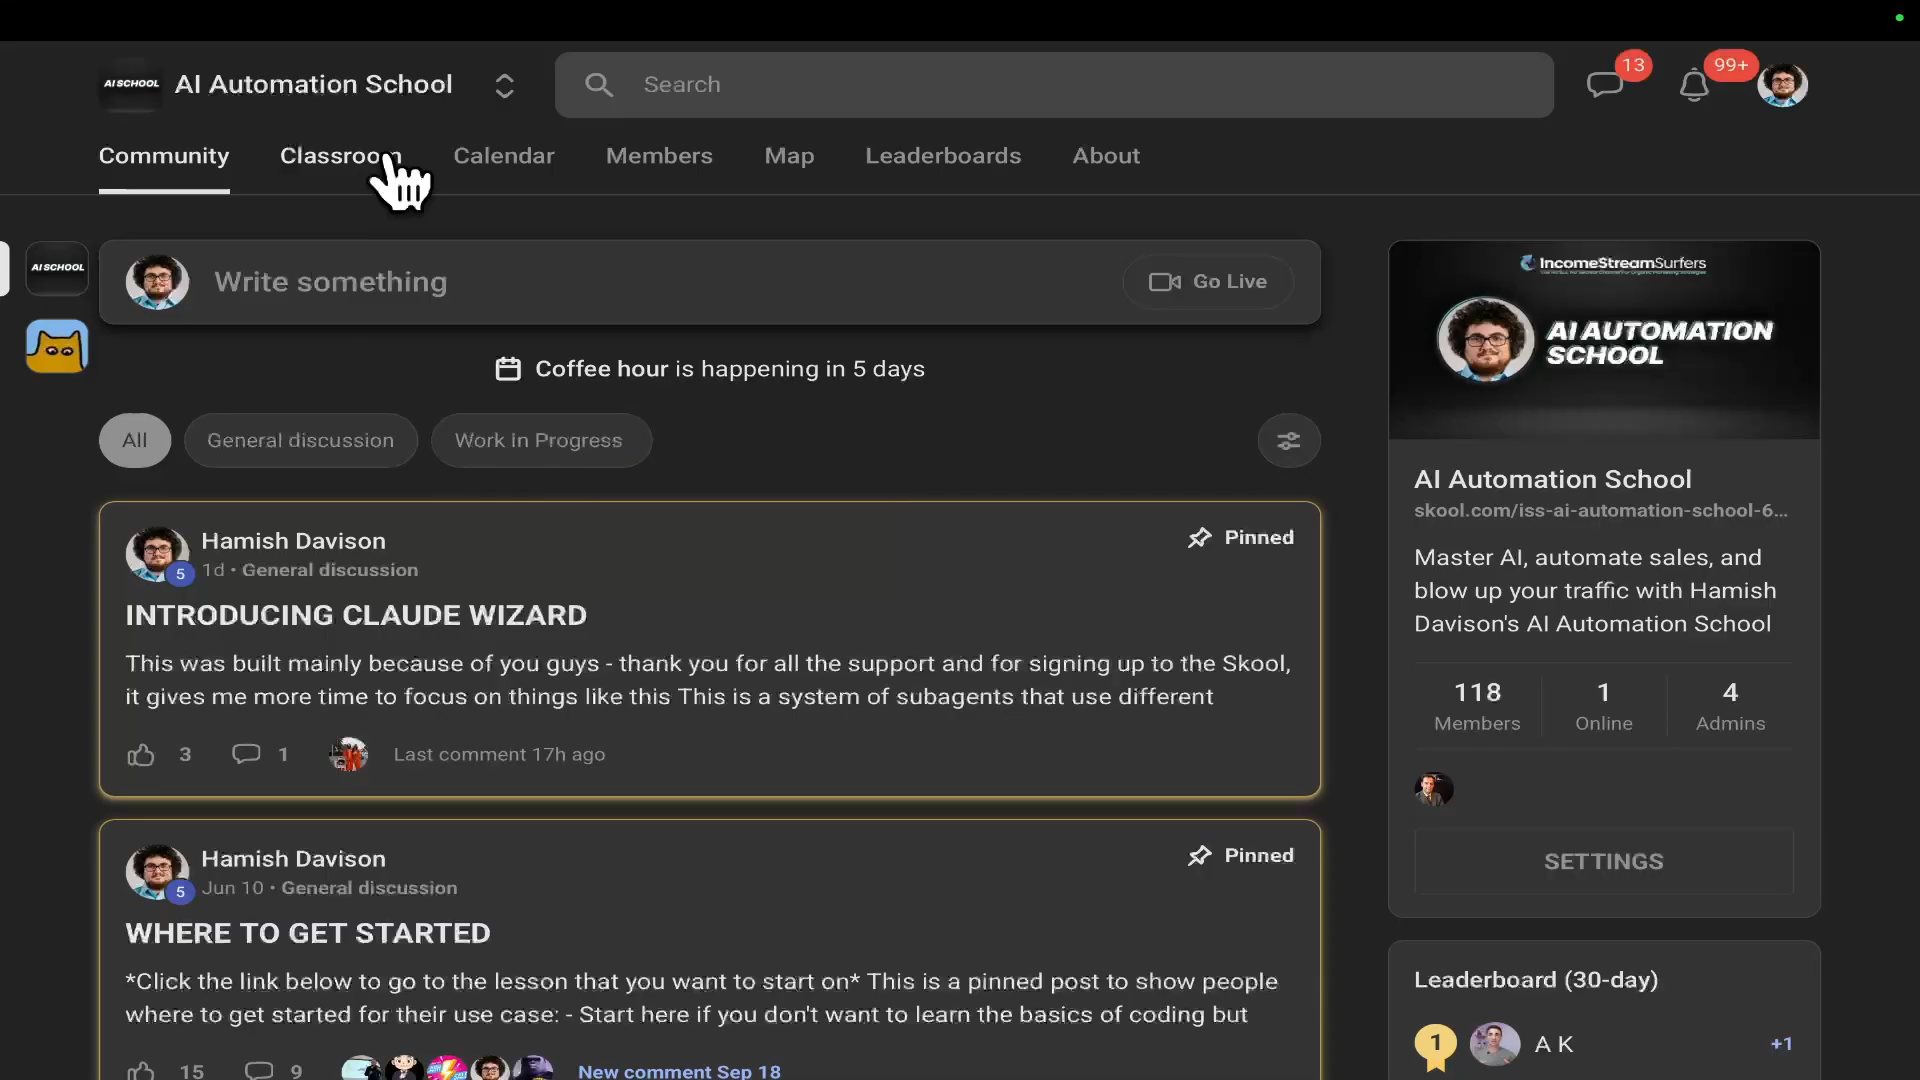 AI SCHOOL
AI Automation School
Search
13
99+
Community
Classroom
Calendar
Members
Map
Leaderboards
About
AI SCHOOL
Write something
Go Live
Coffee hour is happening in 5 days
All
General discussion
Work in Progress
Hamish Davison
Pinned
5
1d • General discussion
INTRODUCING CLAUDE WIZARD
This was built mainly because of you guys - thank you for all the support and for signing up to the Skool,
it gives me more time to focus on things like this This is a system of subagents that use different
3
1
Last comment 17h ago
Hamish Davison
Pinned
5
Jun 10 • General discussion
WHERE TO GET STARTED
*Click the link below to go to the lesson that you want to start on* This is a pinned post to show people
where to get started for their use case: - Start here if you don't want to learn the basics of coding but
15
9
New comment Sep 18
Income$treamSurfers
AI AUTOMATION
SCHOOL
AI Automation School
skool.com/iss-ai-automation-school-6...
Master AI, automate sales, and
blow up your traffic with Hamish
Davison's AI Automation School
118
Members
1
Online
4
Admins
SETTINGS
Leaderboard (30-day)
1
A K
+1